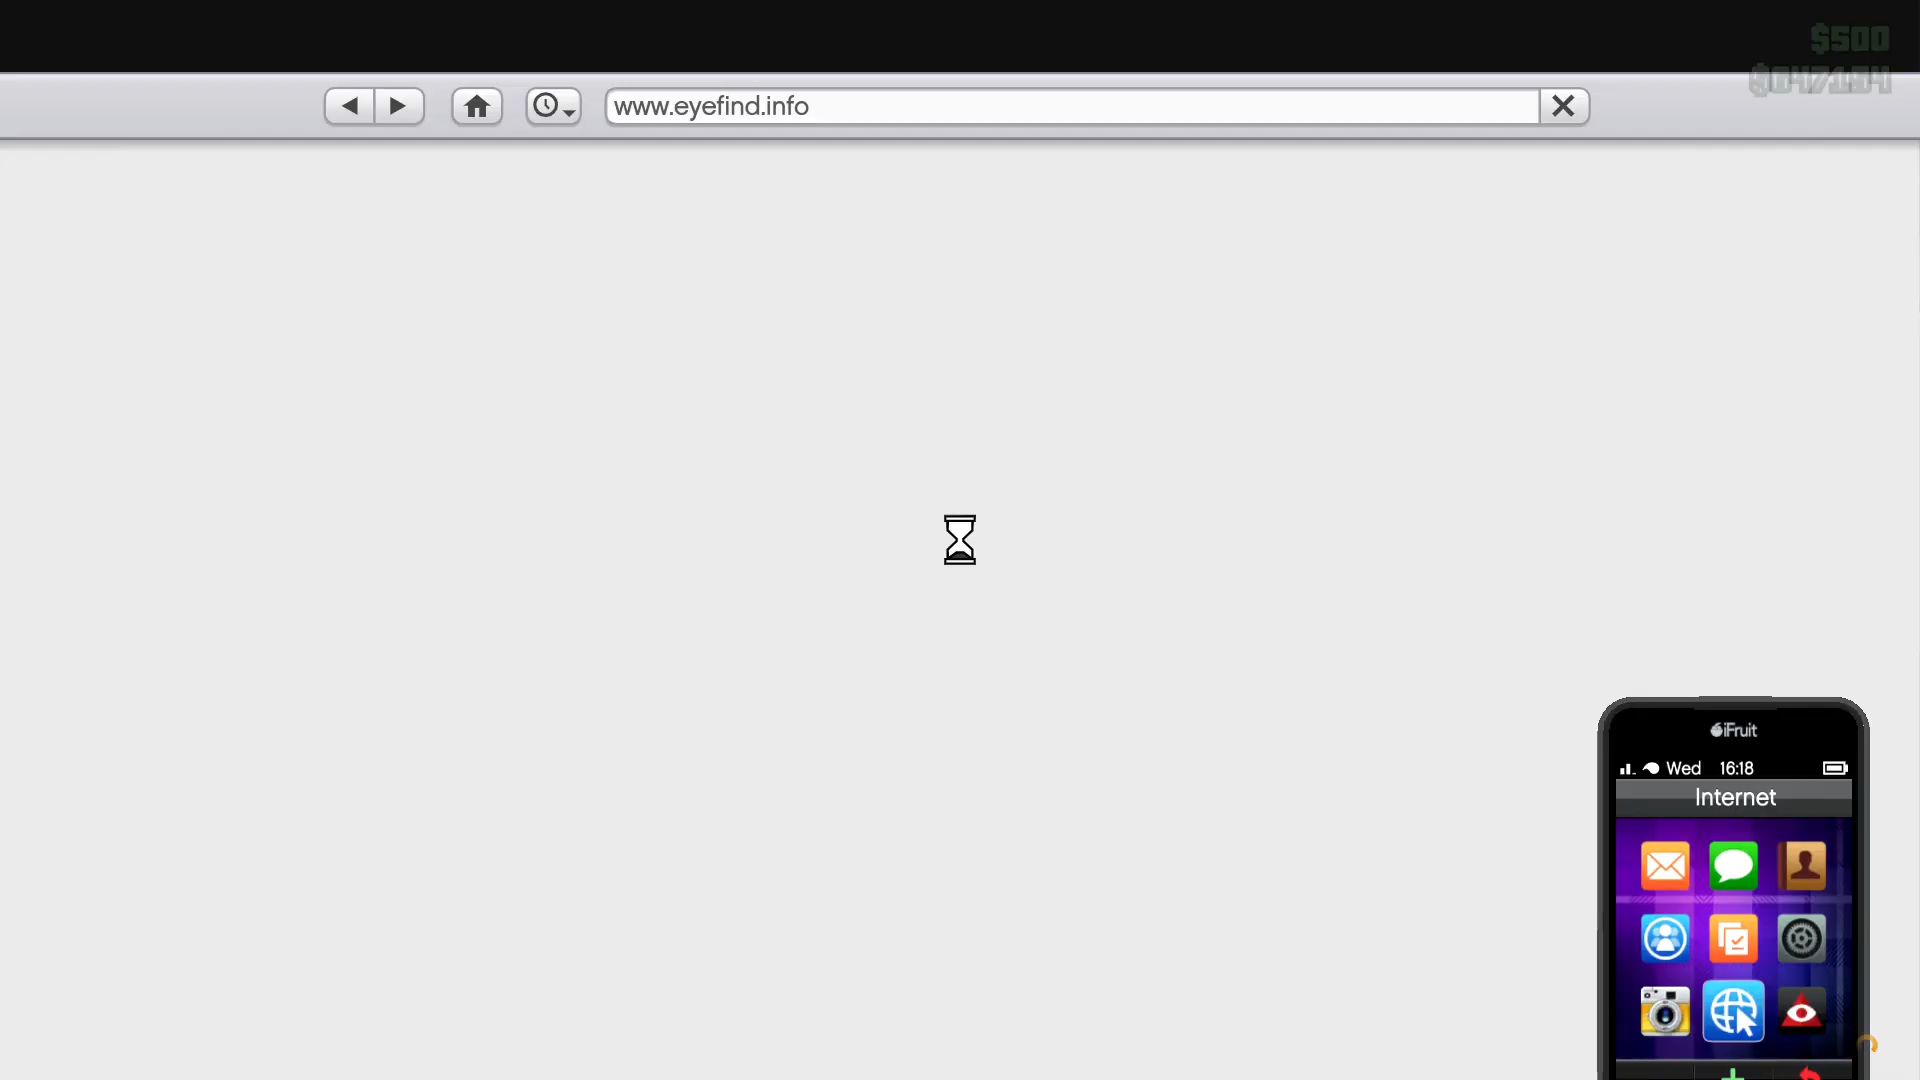 $500
www.eyefind.info
iFruit
Wed 16:18
Internet